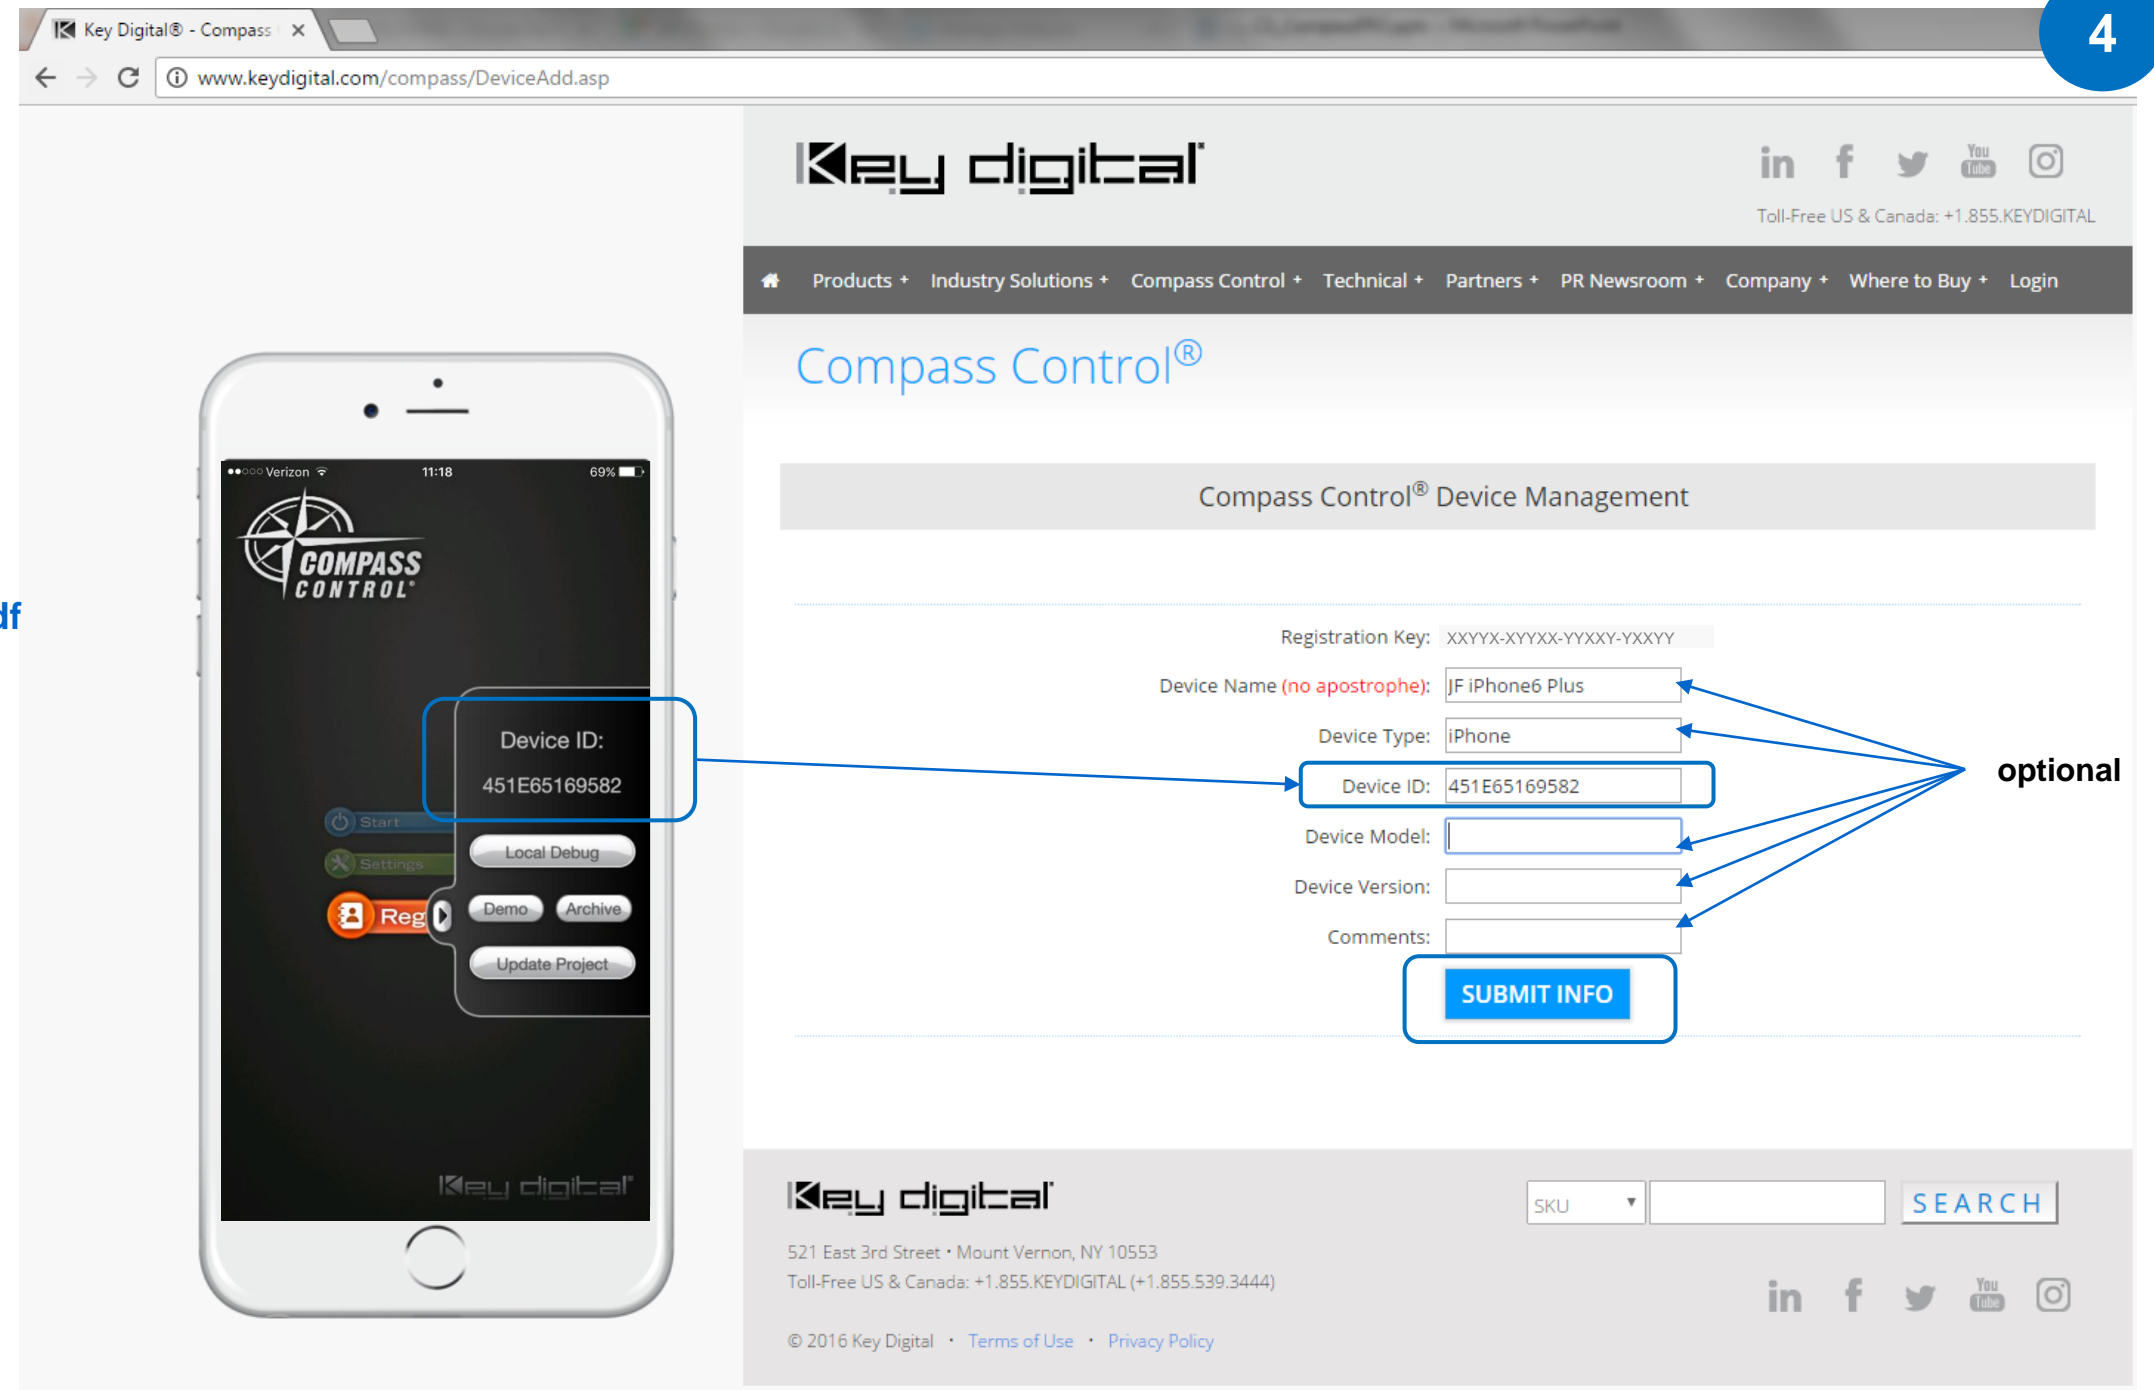 Key Digital® - Compass
4
www.keydigital.com/compass/DeviceAdd.asp
Key digital
You Tube
Toll-Free US & Canada: +1.855.KEYDIGITAL
Products + Industry Solutions + Compass Control + Technical + Partners + PR Newsroom + Company + Where to Buy + Login
Compass Control®
Verizon 11:18 69%
COMPASS
CONTROL®
Device ID:
451E65169582
Start
Settings
Reg
Local Debug
Demo Archive
Update Project
Key digital
df
Compass Control® Device Management
Registration Key: XXYYX-XYYXX-YYXXY-YXXYY
Device Name (no apostrophe): JF iPhone6 Plus
Device Type: iPhone
Device ID: 451E65169582
Device Model:
Device Version:
Comments:
SUBMIT INFO
optional
Key digital
SKU SEARCH
521 East 3rd Street • Mount Vernon, NY 10553
Toll-Free US & Canada: +1.855.KEYDIGITAL (+1.855.539.3444)
You Tube
© 2016 Key Digital • Terms of Use • Privacy Policy